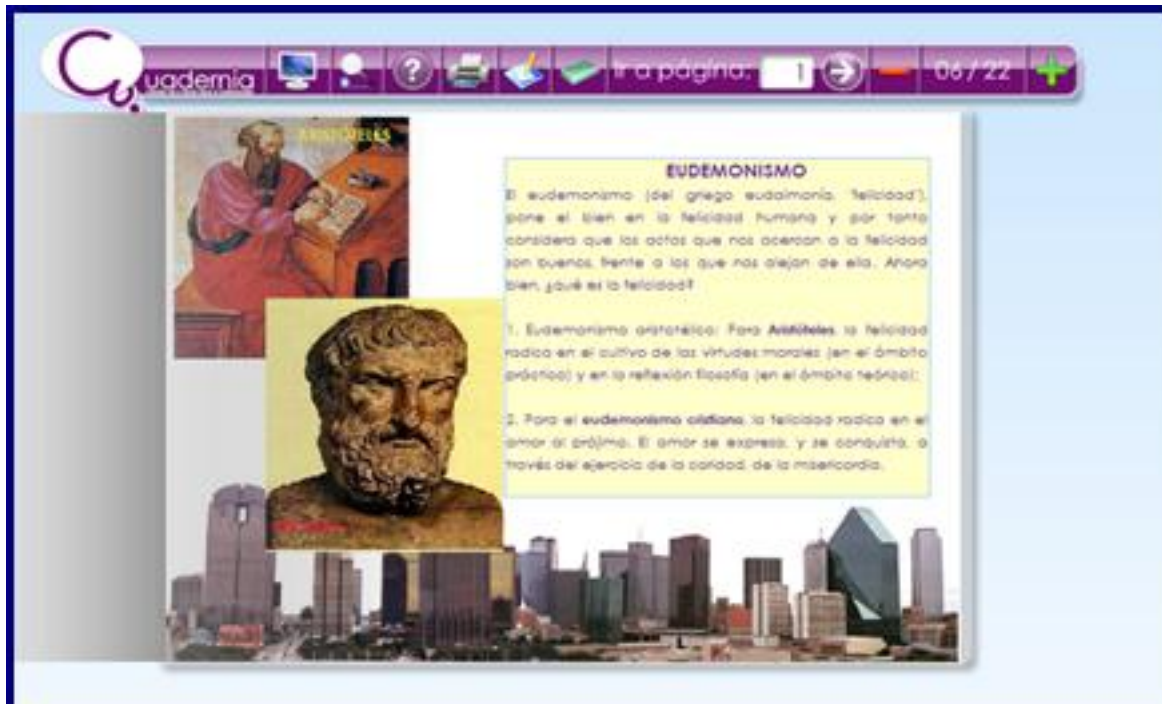 Cuadernia
Ir a página: 1 06/22
ARISTÓTELES
EUDEMONISMO
El eudemonismo (del griego eudaimonía, 'felicidad'),
pone el bien en la felicidad humana y por tanto
considera que los actos que nos acercan a la felicidad
son buenos, frente a los que nos alejan de ella. Ahora
bien, ¿qué es la felicidad?
1. Eudemonismo aristotélico: Para Aristóteles, la felicidad
radica en el cultivo de las virtudes morales (en el ámbito
práctico) y en la reflexión filosofía (en el ámbito teórico);
2. Para el eudemonismo cristiano, la felicidad radica en el
amor al prójimo. El amor se expresa, y se conquista, a
través del ejercicio de la caridad, de la misericordia.